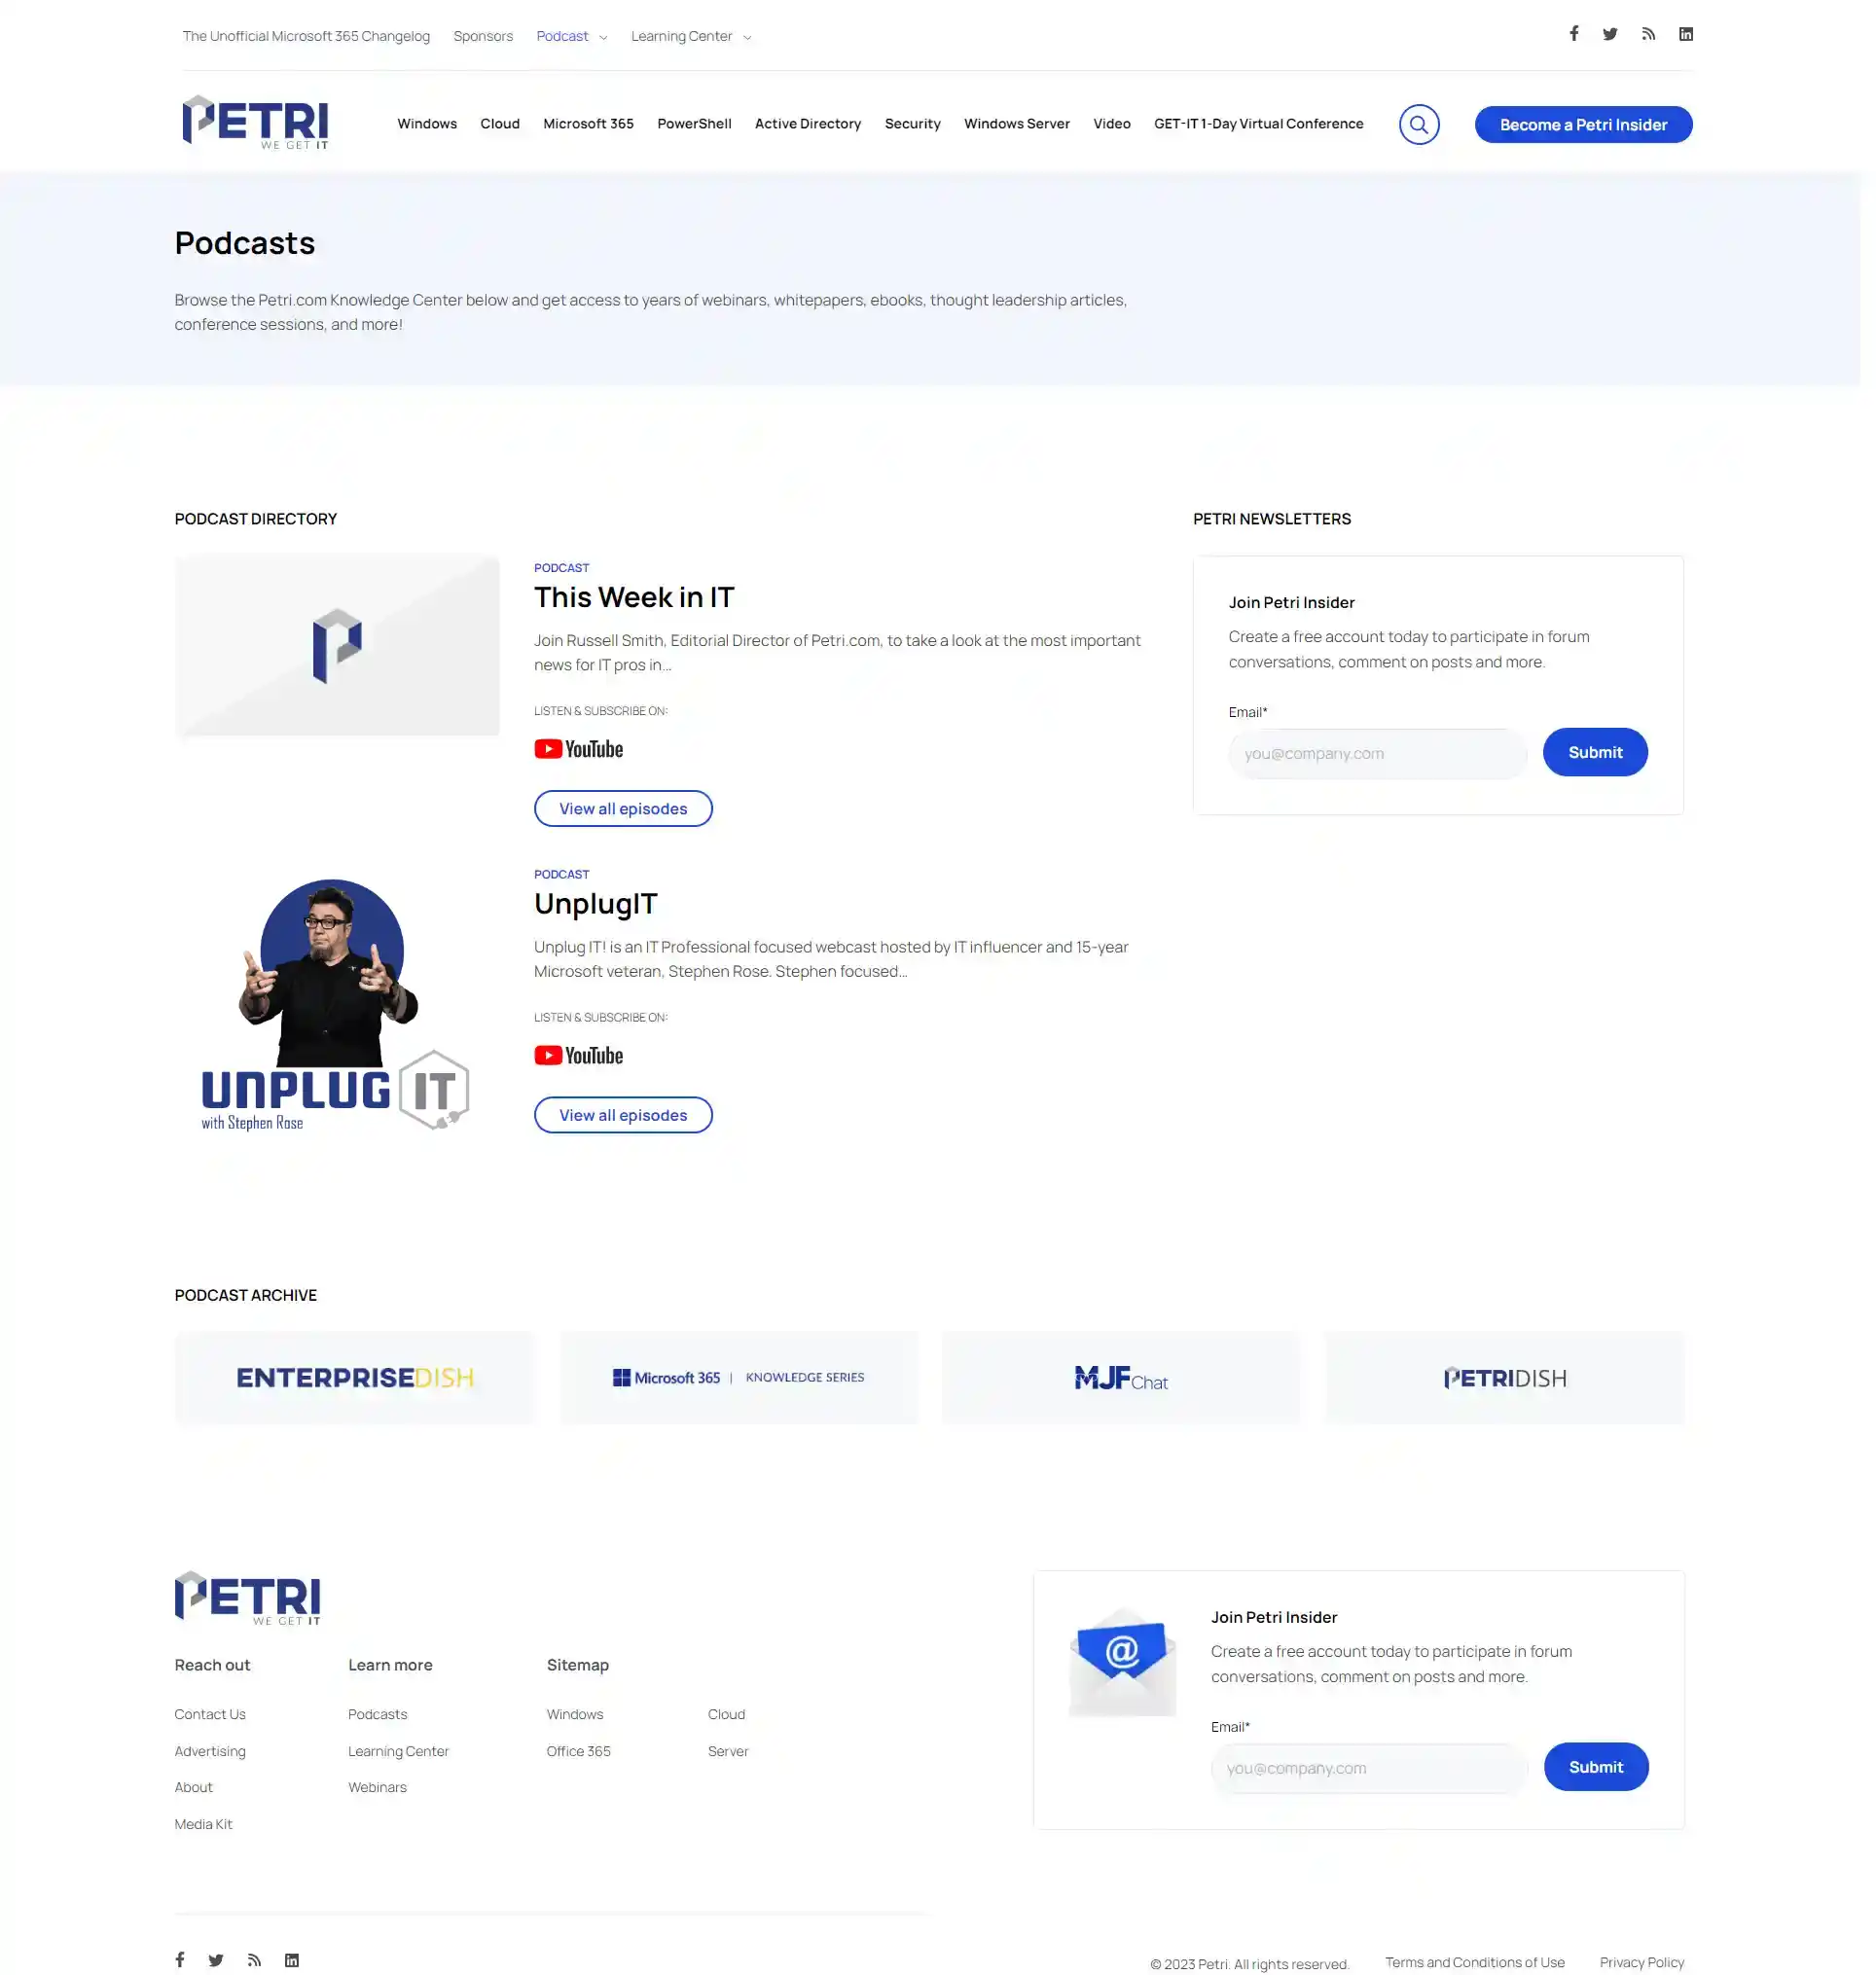 The Unofficial Microsoft 365 Changelog Sponsors Podcast Learning Center
PETRI
WE GET IT
Windows Cloud Microsoft 365 PowerShell Active Directory Security Windows Server Video GET-IT 1-Day Virtual Conference Become a Petri Insider
Podcasts
Browse the Petri.com Knowledge Center below and get access to years of webinars, whitepapers, ebooks, thought leadership articles,
conference sessions, and more!
PODCAST DIRECTORY
PODCAST
This Week in IT
Join Russell Smith, Editorial Director of Petri.com, to take a look at the most important
news for IT pros in...
LISTEN & SUBSCRIBE ON:
YouTube
View all episodes
UNPLUG IT
with Stephen Rose
PODCAST
UnplugIT
Unplug IT! is an IT Professional focused webcast hosted by IT influencer and 15-year
Microsoft veteran, Stephen Rose. Stephen focused...
LISTEN & SUBSCRIBE ON:
YouTube
View all episodes
PETRI NEWSLETTERS
Join Petri Insider
Create a free account today to participate in forum
conversations, comment on posts and more.
Email*
you@company.com Submit
PODCAST ARCHIVE
ENTERPRISEDISH
Microsoft 365 | KNOWLEDGE SERIES
MJFChat
PETRIDISH
PETRI
WE GET IT
Reach out
Contact Us
Advertising
About
Media Kit
Learn more
Podcasts
Learning Center
Webinars
Sitemap
Windows Cloud
Office 365 Server
@
Join Petri Insider
Create a free account today to participate in forum
conversations, comment on posts and more.
Email*
you@company.com Submit
© 2023 Petri. All rights reserved. Terms and Conditions of Use Privacy Policy